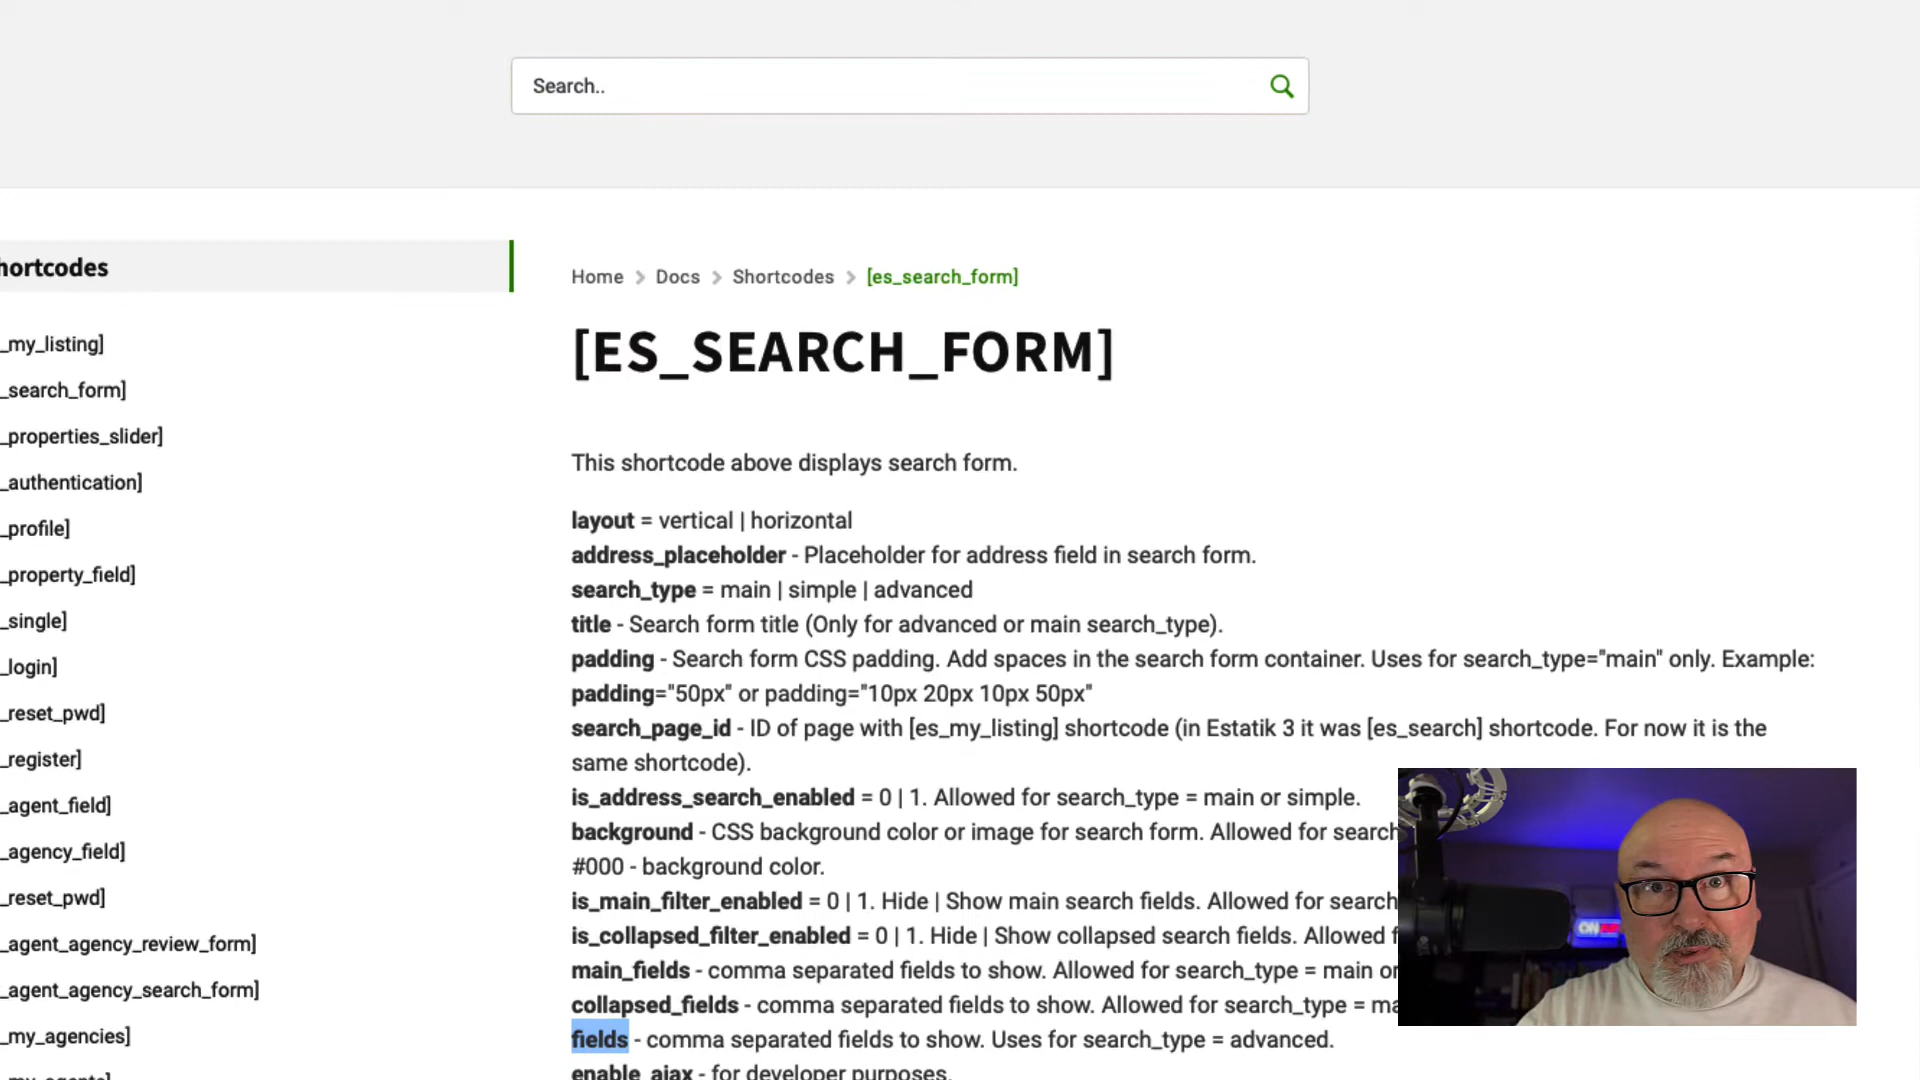 Search..
hortcodes
_my_listing]
_search_form]
_properties_slider]
_authentication]
_profile]
_property_field]
_single]
_login]
_reset_pwd]
_register]
_agent_field]
_agency_field]
_reset_pwd]
_agent_agency_review_form]
_agent_agency_search_form]
_my_agencies]
Home > Docs > Shortcodes > [es_search_form]
[ES_SEARCH_FORM]
This shortcode above displays search form.
layout = vertical | horizontal
address_placeholder - Placeholder for address field in search form.
search_type = main | simple | advanced
title - Search form title (Only for advanced or main search_type).
padding - Search form CSS padding. Add spaces in the search form container. Uses for search_type="main" only. Example:
padding="50px" or padding="10px 20px 10px 50px"
search_page_id - ID of page with [es_my_listing] shortcode (in Estatik 3 it was [es_search] shortcode. For now it is the
same shortcode).
is_address_search_enabled = 0 | 1. Allowed for search_type = main or simple.
background - CSS background color or image for search form. Allowed for search
#000 - background color.
is_main_filter_enabled = 0 | 1. Hide | Show main search fields. Allowed for search
is_collapsed_filter_enabled = 0 | 1. Hide | Show collapsed search fields. Allowed f
main_fields - comma separated fields to show. Allowed for search_type = main or
collapsed_fields - comma separated fields to show. Allowed for search_type = ma
fields - comma separated fields to show. Uses for search_type = advanced.
enable_ajax - for developer purposes.
ON